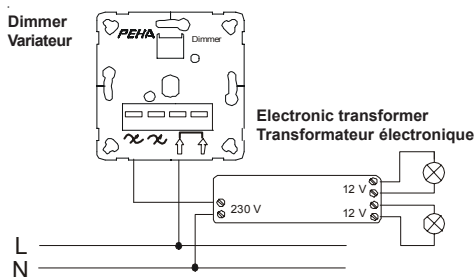 Dimmer
Variateur
PEHA
Dimmer
Electronic transformer
Transformateur électronique
12 V
230 V
12 V
L
N